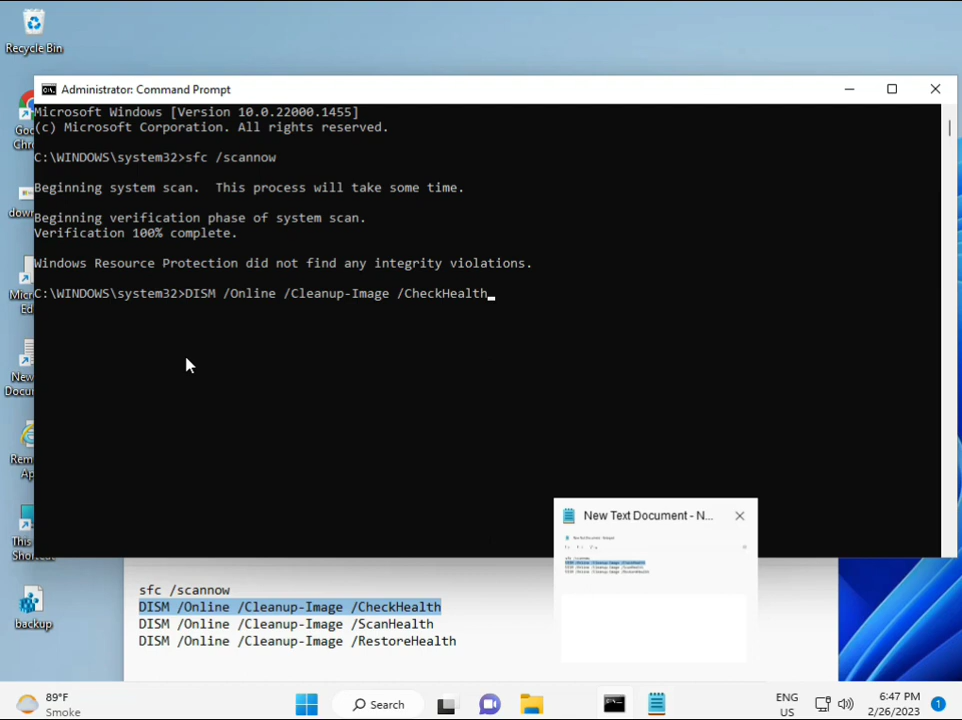 Recycle Bin
Administrator: Command Prompt
Microsoft Windows [Version 10.0.22000.1455]
(c) Microsoft Corporation. All rights reserved.
C:\WINDOWS\system32>sfc /scannow
Beginning system scan.  This process will take some time.
Beginning verification phase of system scan.
Verification 100% complete.
Windows Resource Protection did not find any integrity violations.
C:\WINDOWS\system32>DISM /Online /Cleanup-Image /CheckHealth
New Text Document - N...
sfc /scannow
DISM /Online /Cleanup-Image /CheckHealth
DISM /Online /Cleanup-Image /ScanHealth
DISM /Online /Cleanup-Image /RestoreHealth
backup
89°F
Smoke
Search
ENG
US
6:47 PM
2/26/2023
1